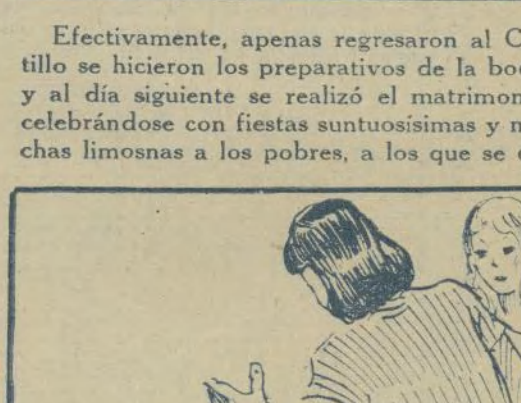 Efectivamente, apenas regresaron al C
tillo se hicieron los preparativos de la bo
y al día siguiente se realizó el matrimon
celebrándose con fiestas suntuosísimas y m
chas limosnas a los pobres, a los que se